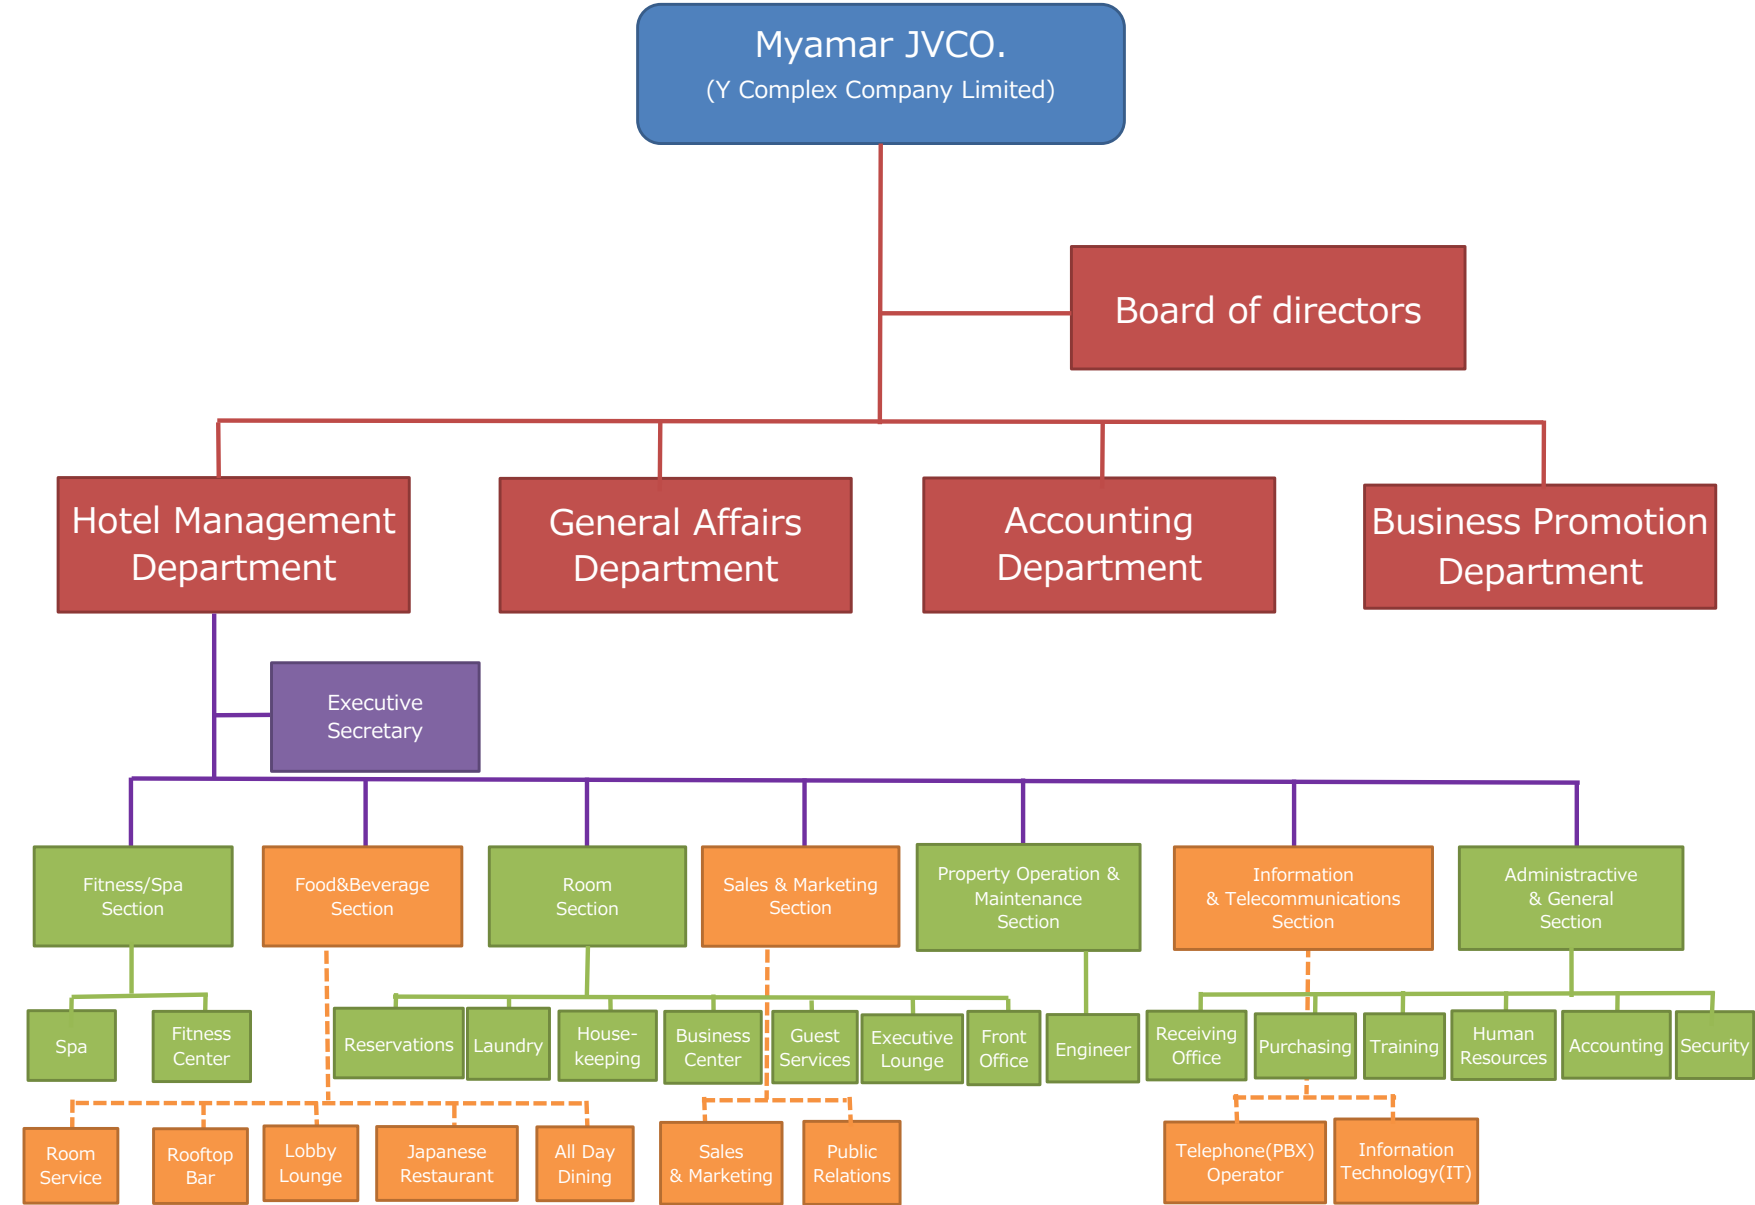 Myamar JVCO.
(Y Complex Company Limited)
Board of directors
Hotel Management
Department
General Affairs
Department
Accounting
Department
Business Promotion
Department
Executive
Secretary
Fitness/Spa
Section
Food&Beverage
Section
Room
Section
Sales & Marketing
Section
Property Operation &
Maintenance
Section
Information
& Telecommunications
Section
Administractive
& General
Section
Spa
Fitness
Center
Reservations
Laundry
House-
keeping
Business
Center
Guest
Services
Executive
Lounge
Front
Office
Engineer
Receiving
Office
Purchasing
Training
Human
Resources
Accounting
Security
Room
Service
Rooftop
Bar
Lobby
Lounge
Japanese
Restaurant
All Day
Dining
Sales
& Marketing
Public
Relations
Telephone(PBX)
Operator
Infornation
Technology(IT)